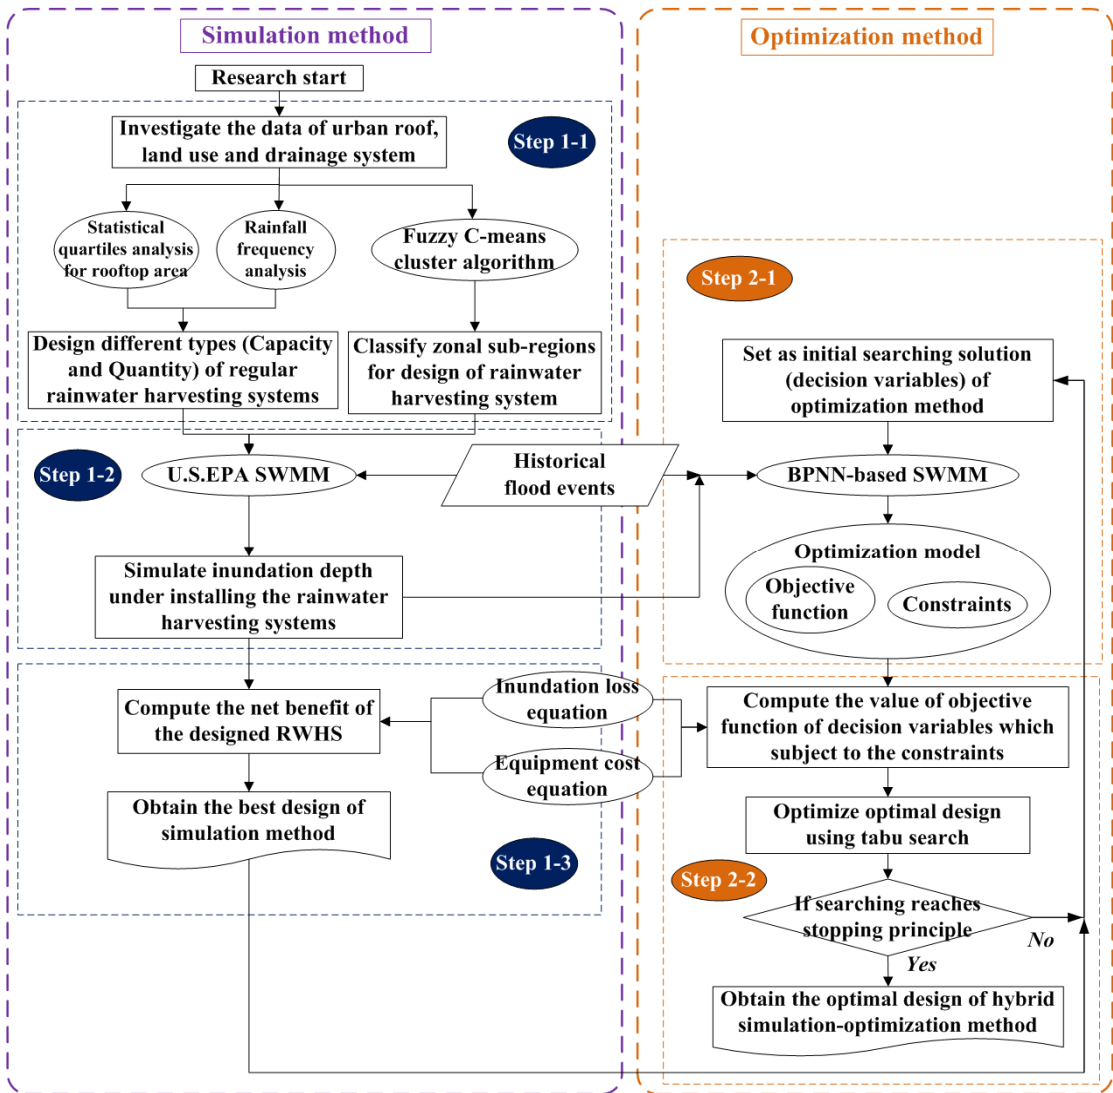 Simulation method
Research start
Step 1-1
Investigate the data of urban roof,
land use and drainage system
Statistical
quartiles analysis
for rooftop area
Rainfall
frequency
analysis
Fuzzy C-means
cluster algorithm
Design different types (Capacity
and Quantity) of regular
rainwater harvesting systems
Classify zonal sub-regions
for design of rainwater
harvesting system
Step 1-2
U.S.EPA SWMM
Historical
flood events
Simulate inundation depth
under installing the rainwater
harvesting systems
Compute the net benefit of
the designed RWHS
Inundation loss
equation
Equipment cost
equation
Obtain the best design of
simulation method
Step 1-3
Optimization method
Step 2-1
Set as initial searching solution
(decision variables) of
optimization method
BPNN-based SWMM
Optimization model
Objective
function
Constraints
Compute the value of objective
function of decision variables which
subject to the constraints
Optimize optimal design
using tabu search
Step 2-2
If searching reaches
stopping principle
No
Yes
Obtain the optimal design of hybrid
simulation-optimization method